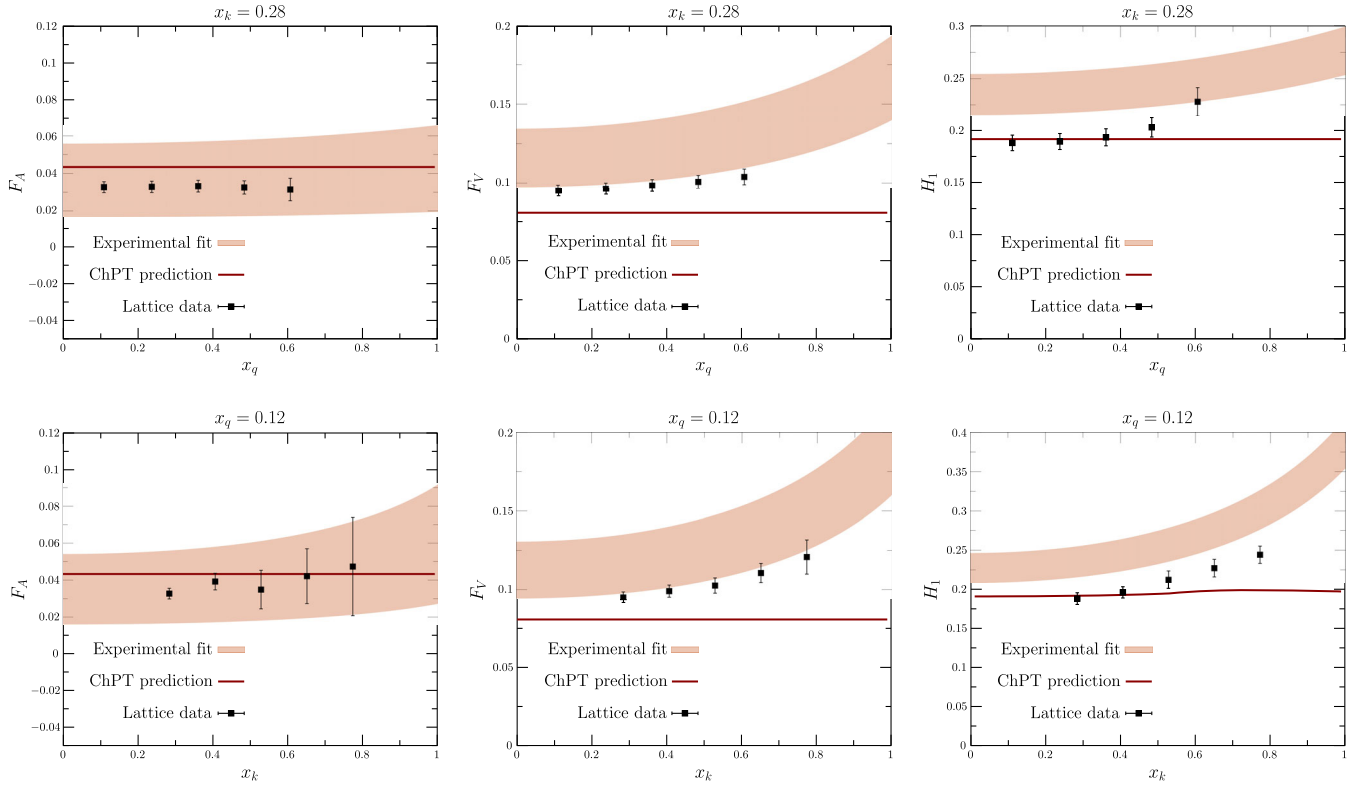 x_k = 0.28
0.12
0.1
0.08
0.06
0.04
0.02
0
−0.02
−0.04
F_A
Experimental fit
ChPT prediction
Lattice data
0 0.2 0.4 0.6 0.8 1
x_q
x_k = 0.28
0.2
0.15
0.1
0.05
0
F_V
Experimental fit
ChPT prediction
Lattice data
0 0.2 0.4 0.6 0.8 1
x_q
x_k = 0.28
0.3
0.25
0.2
0.15
0.1
0.05
0
H_1
Experimental fit
ChPT prediction
Lattice data
0 0.2 0.4 0.6 0.8 1
x_q
x_q = 0.12
0.12
0.1
0.08
0.06
0.04
0.02
0
−0.02
−0.04
F_A
Experimental fit
ChPT prediction
Lattice data
0 0.2 0.4 0.6 0.8 1
x_k
x_q = 0.12
0.2
0.15
0.1
0.05
0
F_V
Experimental fit
ChPT prediction
Lattice data
0 0.2 0.4 0.6 0.8 1
x_k
x_q = 0.12
0.4
0.35
0.3
0.25
0.2
0.15
0.1
0.05
0
H_1
Experimental fit
ChPT prediction
Lattice data
0 0.2 0.4 0.6 0.8 1
x_k